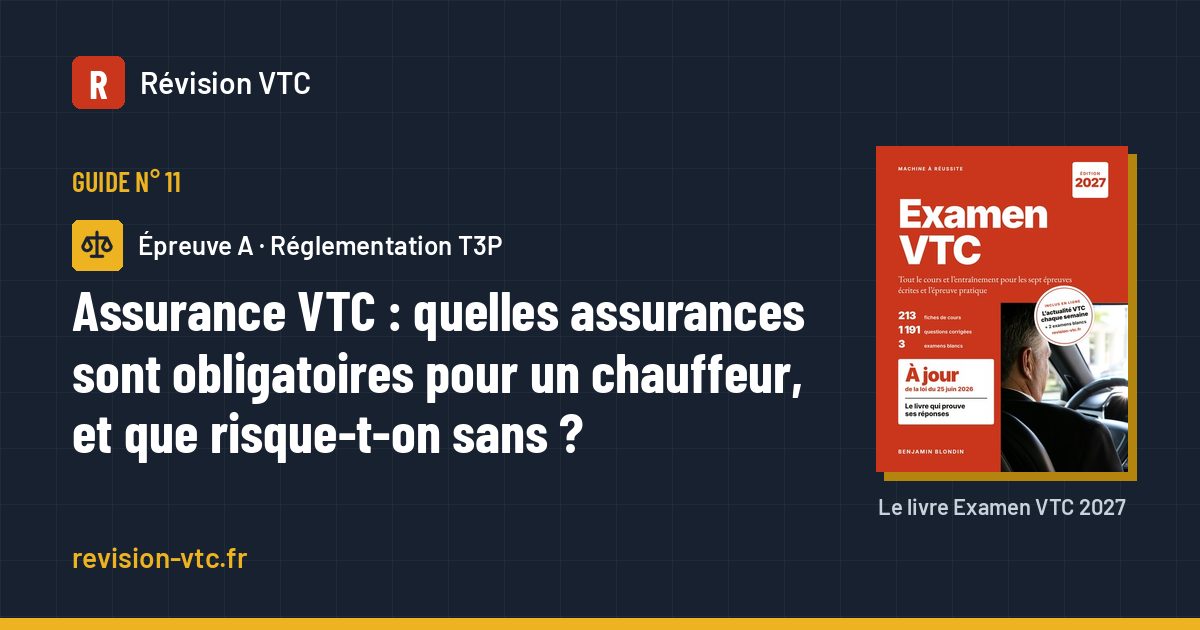 R
Révision VTC
GUIDE N° 11
Épreuve A · Réglementation T3P
Assurance VTC : quelles assurances
sont obligatoires pour un chauffeur,
et que risque-t-on sans ?
revision-vtc.fr
MACHINE À RÉUSSITE
ÉDITION
2027
Examen
VTC
Tout le cours et l'entraînement pour les sept épreuves
écrites et l'épreuve pratique
INCLUS EN LIGNE
L'actualité VTC
chaque semaine
+ 2 examens blancs
revision-vtc.fr
213 fiches de cours
1 191 questions corrigées
3 examens blancs
À jour
de la loi du 25 juin 2026
Le livre qui prouve
ses réponses
BENJAMIN BLONDIN
Le livre Examen VTC 2027